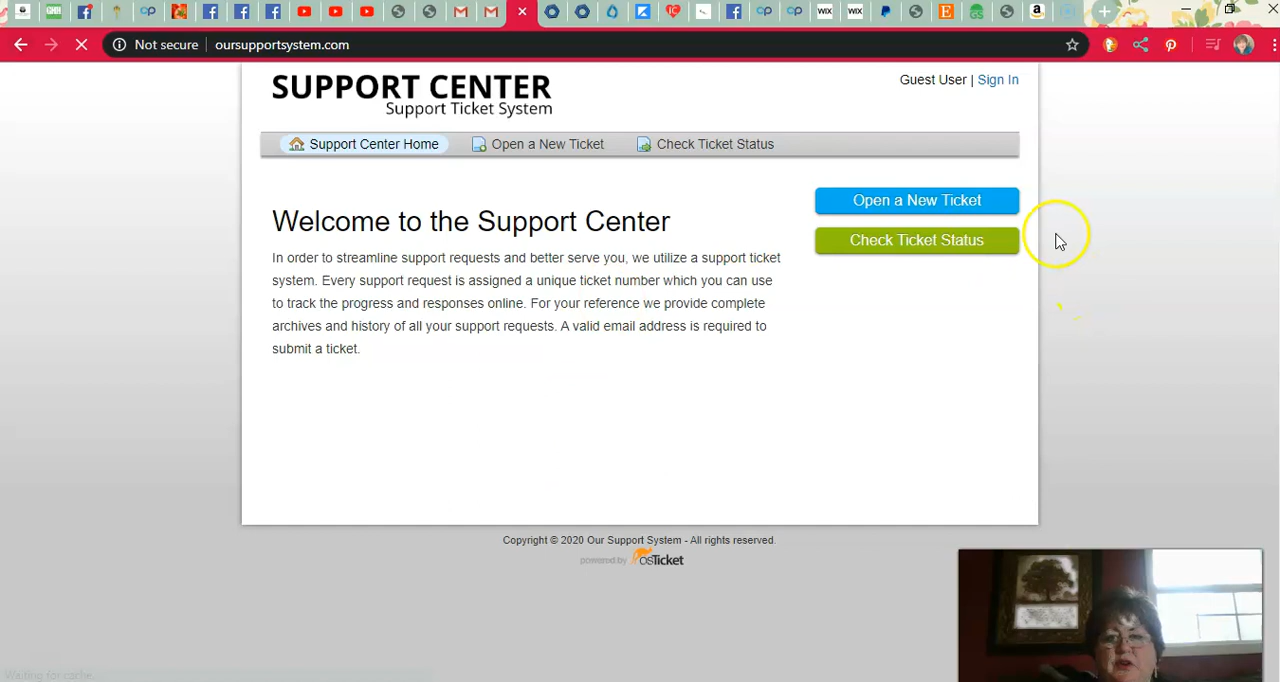 WIX
WIX
Not secure
oursupportsystem.com
SUPPORT CENTER
Support Ticket System
Guest User | Sign In
Support Center Home
Open a New Ticket
Check Ticket Status
Welcome to the Support Center
In order to streamline support requests and better serve you, we utilize a support ticket
system. Every support request is assigned a unique ticket number which you can use
to track the progress and responses online. For your reference we provide complete
archives and history of all your support requests. A valid email address is required to
submit a ticket.
Open a New Ticket
Check Ticket Status
Copyright © 2020 Our Support System - All rights reserved.
powered by osTicket
Waiting for cache...